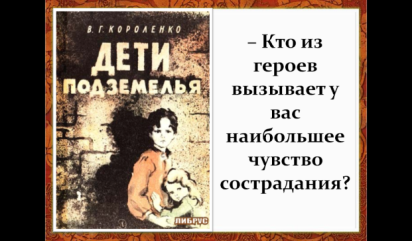 В. Г. КОРОЛЕНКО
ДЕТИ
ПОДЗЕМЕЛЬЯ
ЛИБРУС
– Кто из
героев
вызывает у
вас
наибольшее
чувство
сострадания?